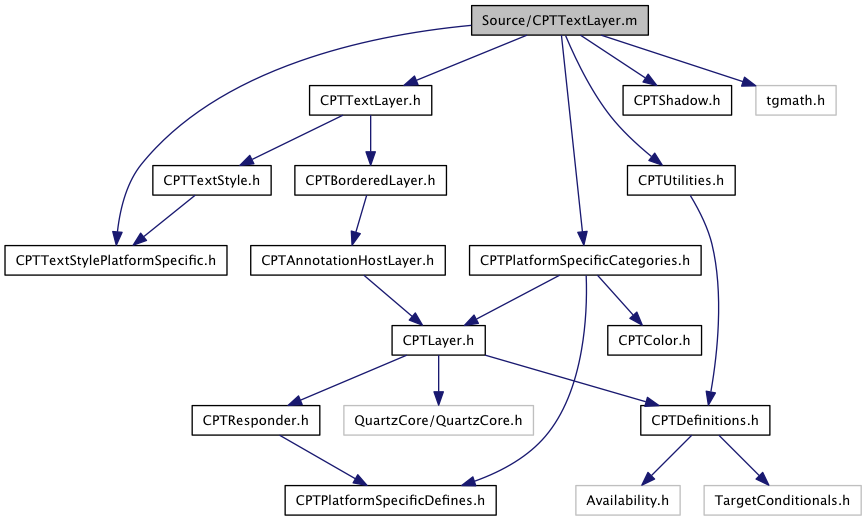 Source/CPTTextLayer.m
CPTTextLayer.h
CPTShadow.h
tgmath.h
CPTTextStyle.h
CPTBorderedLayer.h
CPTUtilities.h
CPTTextStylePlatformSpecific.h
CPTAnnotationHostLayer.h
CPTPlatformSpecificCategories.h
CPTLayer.h
CPTColor.h
CPTResponder.h
QuartzCore/QuartzCore.h
CPTDefinitions.h
CPTPlatformSpecificDefines.h
Availability.h
TargetConditionals.h